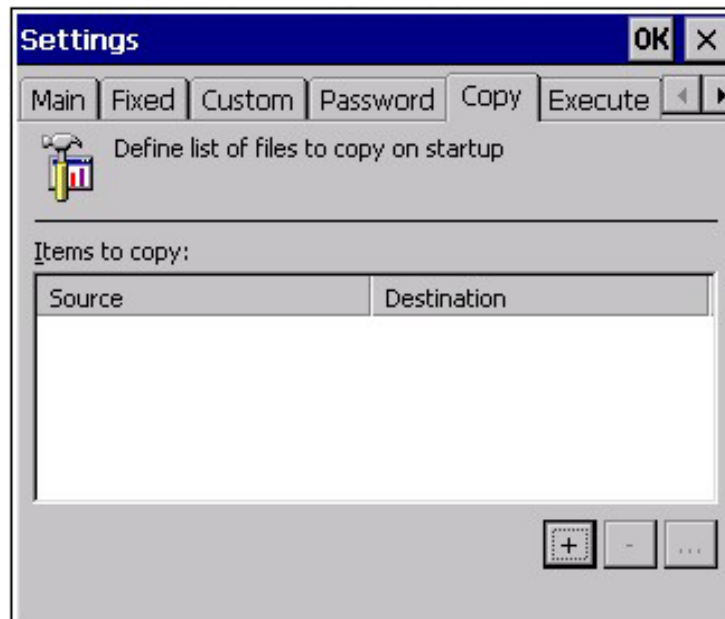 Settings OK ×
Main Fixed Custom Password Copy Execute
Define list of files to copy on startup
Items to copy:
Source Destination
+ - ...